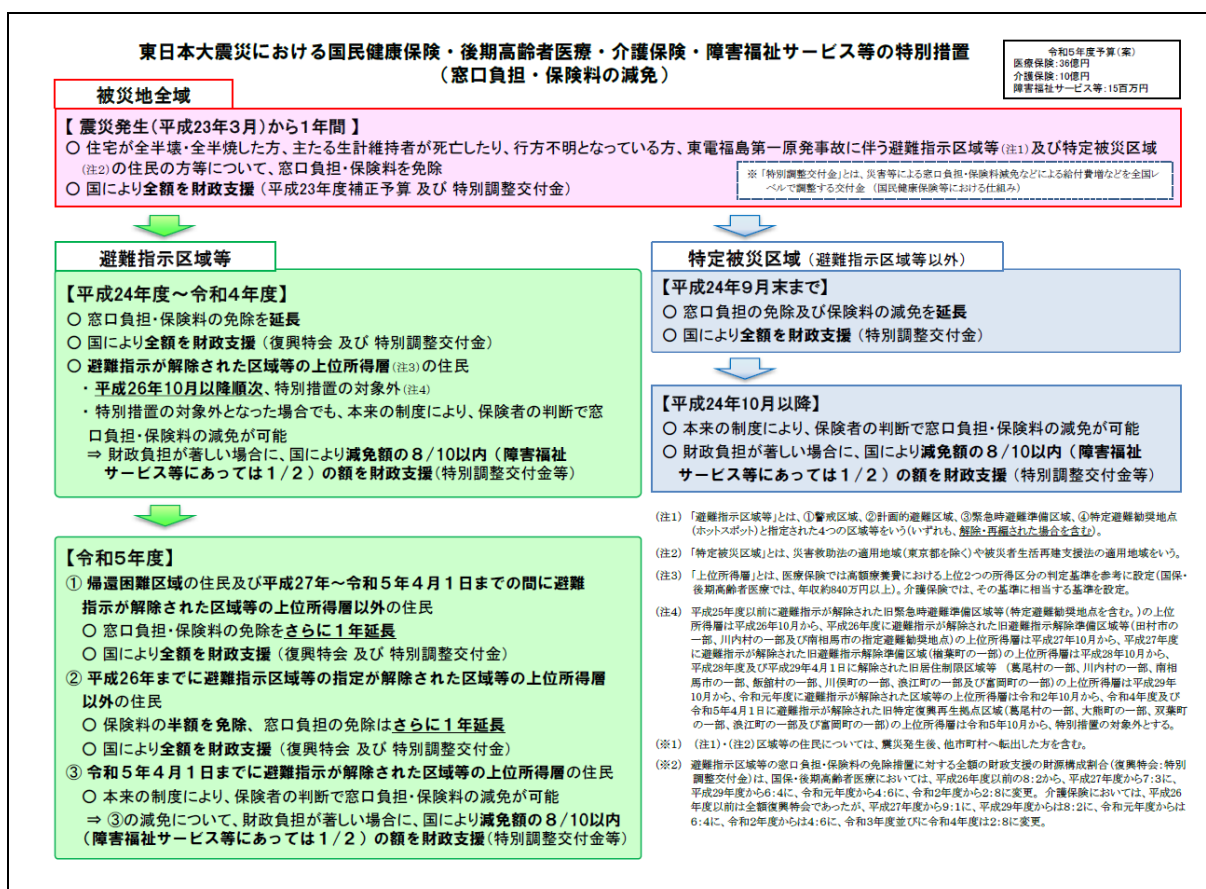 東日本大震災における国民健康保険・後期高齢者医療・介護保険・障害福祉サービス等の特別措置
（窓口負担・保険料の減免）
令和５年度予算（案）
医療保険：36億円
介護保険：10億円
障害福祉サービス等：15百万円
被災地全域
【 震災発生（平成23年３月）から１年間 】
○ 住宅が全半壊・全半焼した方、主たる生計維持者が死亡したり、行方不明となっている方、東電福島第一原発事故に伴う避難指示区域等（注1）及び特定被災区域
（注２）の住民の方等について、窓口負担・保険料を免除
○ 国により全額を財政支援（平成23年度補正予算 及び 特別調整交付金）
※「特別調整交付金」とは、災害等による窓口負担・保険料減免などによる給付費増などを全国レ
ベルで調整する交付金 （国民健康保険等における仕組み）
避難指示区域等
【平成24年度～令和４年度】
○ 窓口負担・保険料の免除を延長
○ 国により全額を財政支援（復興特会 及び 特別調整交付金）
○ 避難指示が解除された区域等の上位所得層（注３）の住民
・ 平成26年10月以降順次、特別措置の対象外（注４）
・ 特別措置の対象外となった場合でも、本来の制度により、保険者の判断で窓
口負担・保険料の減免が可能
⇒ 財政負担が著しい場合に、国により減免額の８/10以内（障害福祉
サービス等にあっては１/２）の額を財政支援（特別調整交付金等）
【令和５年度】
① 帰還困難区域の住民及び平成27年～令和５年４月１日までの間に避難
指示が解除された区域等の上位所得層以外の住民
○ 窓口負担・保険料の免除をさらに１年延長
○ 国により全額を財政支援（復興特会 及び 特別調整交付金）
② 平成26年までに避難指示区域等の指定が解除された区域等の上位所得層
以外の住民
○ 保険料の半額を免除、 窓口負担の免除はさらに１年延長
○ 国により全額を財政支援（復興特会 及び 特別調整交付金）
③ 令和５年４月１日までに避難指示が解除された区域等の上位所得層の住民
○ 本来の制度により、保険者の判断で窓口負担・保険料の減免が可能
⇒ ③の減免について、財政負担が著しい場合に、国により減免額の８/10以内
（障害福祉サービス等にあっては１/２）の額を財政支援（特別調整交付金等）
特定被災区域（避難指示区域等以外）
【平成24年９月末まで】
○ 窓口負担の免除及び保険料の減免を延長
○ 国により全額を財政支援（特別調整交付金）
【平成24年10月以降】
○ 本来の制度により、保険者の判断で窓口負担・保険料の減免が可能
○ 財政負担が著しい場合に、国により減免額の８/10以内（障害福祉
サービス等にあっては１/２）の額を財政支援（特別調整交付金等）
（注１） 「避難指示区域等」とは、①警戒区域、②計画的避難区域、③緊急時避難準備区域、④特定避難勧奨地点
（ホットスポット）と指定された４つの区域等をいう（いずれも、解除・再編された場合を含む）。
（注２） 「特定被災区域」とは、災害救助法の適用地域（東京都を除く）や被災者生活再建支援法の適用地域をいう。
（注３） 「上位所得層」とは、医療保険では高額療養費における上位２つの所得区分の判定基準を参考に設定（国保・
後期高齢者医療では、年収約840万円以上）。介護保険では、その基準に相当する基準を設定。
（注４） 平成25年度以前に避難指示が解除された旧緊急時避難準備区域等（特定避難勧奨地点を含む。）の上位
所得層は平成26年10月から、平成26年度に避難指示が解除された旧避難指示解除準備区域等（田村市の
一部、川内村の一部及び南相馬市の指定避難勧奨地点）の上位所得層は平成27年10月から、平成27年度
に避難指示が解除された旧避難指示解除準備区域（楢葉町の一部）の上位所得層は平成28年10月から、
平成28年度及び平成29年４月１日に解除された旧居住制限区域等 （葛尾村の一部、川内村の一部、南相
馬市の一部、飯舘村の一部、川俣町の一部、浪江町の一部及び富岡町の一部）の上位所得層は平成29年
10月から、令和元年度に避難指示が解除された区域等の上位所得層は令和２年10月から、令和４年度及び
令和５年４月１日に避難指示が解除された旧特定復興再生拠点区域（葛尾村の一部、大熊町の一部、双葉町
の一部、浪江町の一部及び富岡町の一部）の上位所得層は令和５年10月から、特別措置の対象外とする。
（※１） （注１）・（注２）区域等の住民については、震災発生後、他市町村へ転出した方を含む。
（※２） 避難指示区域等の窓口負担・保険料の免除措置に対する全額の財政支援の財源構成割合（復興特会：特別
調整交付金）は、国保・後期高齢者医療においては、平成26年度以前の8：2から、平成27年度から7：3に、
平成29年度から6：4に、令和元年度から4：6に、令和２年度から2：8に変更。 介護保険においては、平成26
年度以前は全額復興特会であったが、平成27年度から9：1に、平成29年度からは8：2に、令和元年度からは
6：4に、令和２年度からは4：6に、令和３年度並びに令和４年度は2：8に変更。